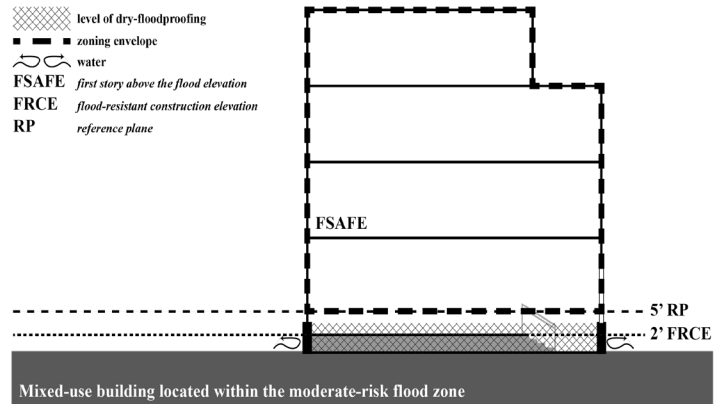 level of dry-floodproofing
zoning envelope
water
FSAFE first story above the flood elevation
FRCE flood-resistant construction elevation
RP reference plane
FSAFE
5’ RP
2’ FRCE
Mixed-use building located within the moderate-risk flood zone